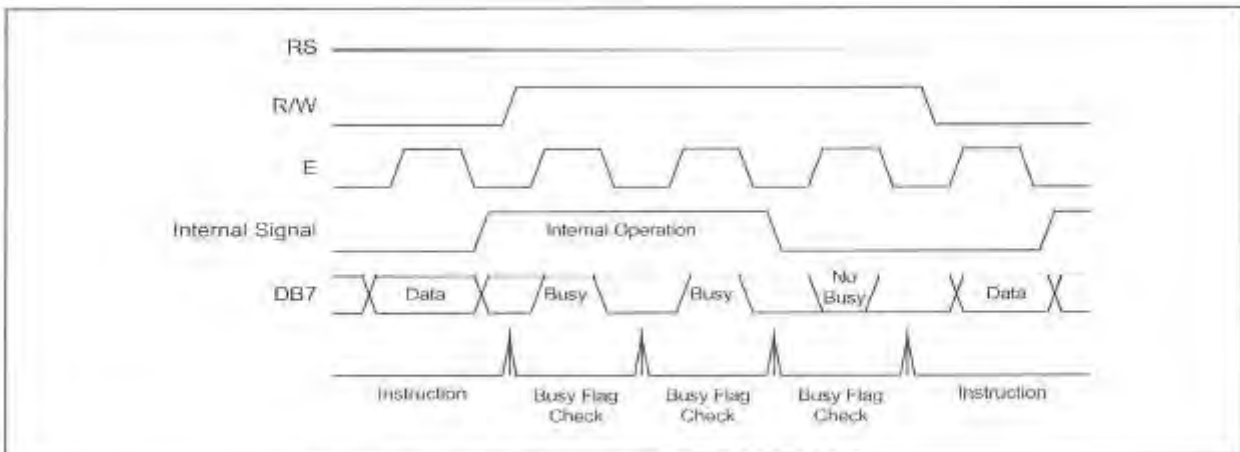 RS
R/W
E
Internal Signal
Internal Operation
DB7
Data
Busy
Busy
No
Busy
Data
Instruction
Busy Flag
Check
Busy Flag
Check
Busy Flag
Check
Instruction